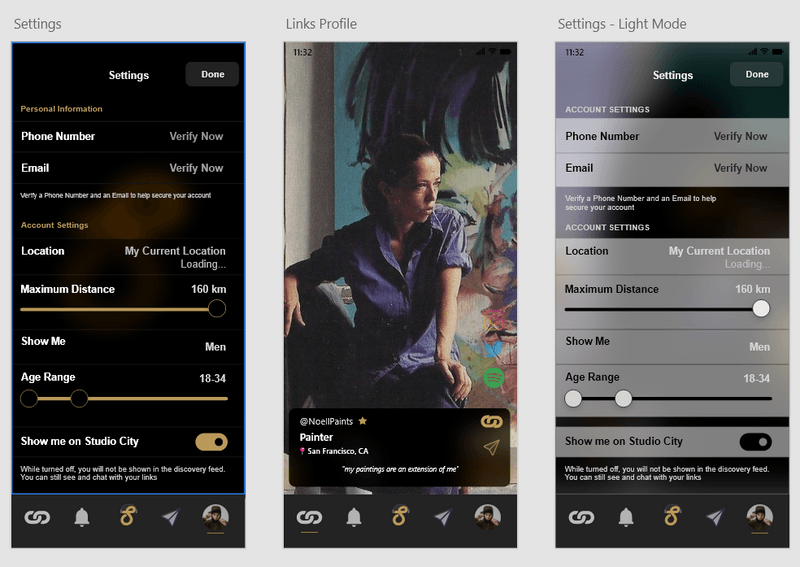 Settings
Settings
Done
Personal Information
Phone Number Verify Now
Email Verify Now
Verify a Phone Number and an Email to help secure your account
Account Settings
Location My Current Location
Loading...
Maximum Distance 160 km
Show Me Men
Age Range 18-34
Show me on Studio City
While turned off, you will not be shown in the discovery feed.
You can still see and chat with your links
Links Profile
11:32
@NoellPaints
Painter
San Francisco, CA
"my paintings are an extension of me"
Settings - Light Mode
11:32
Settings
Done
ACCOUNT SETTINGS
Phone Number Verify Now
Email Verify Now
Verify a Phone Number and an Email to help
secure your account
ACCOUNT SETTINGS
Location My Current Location
Loading...
Maximum Distance 160 km
Show Me Men
Age Range 18-34
Show me on Studio City
While turned off, you will not be shown in the discovery feed.
You can still see and chat with your links